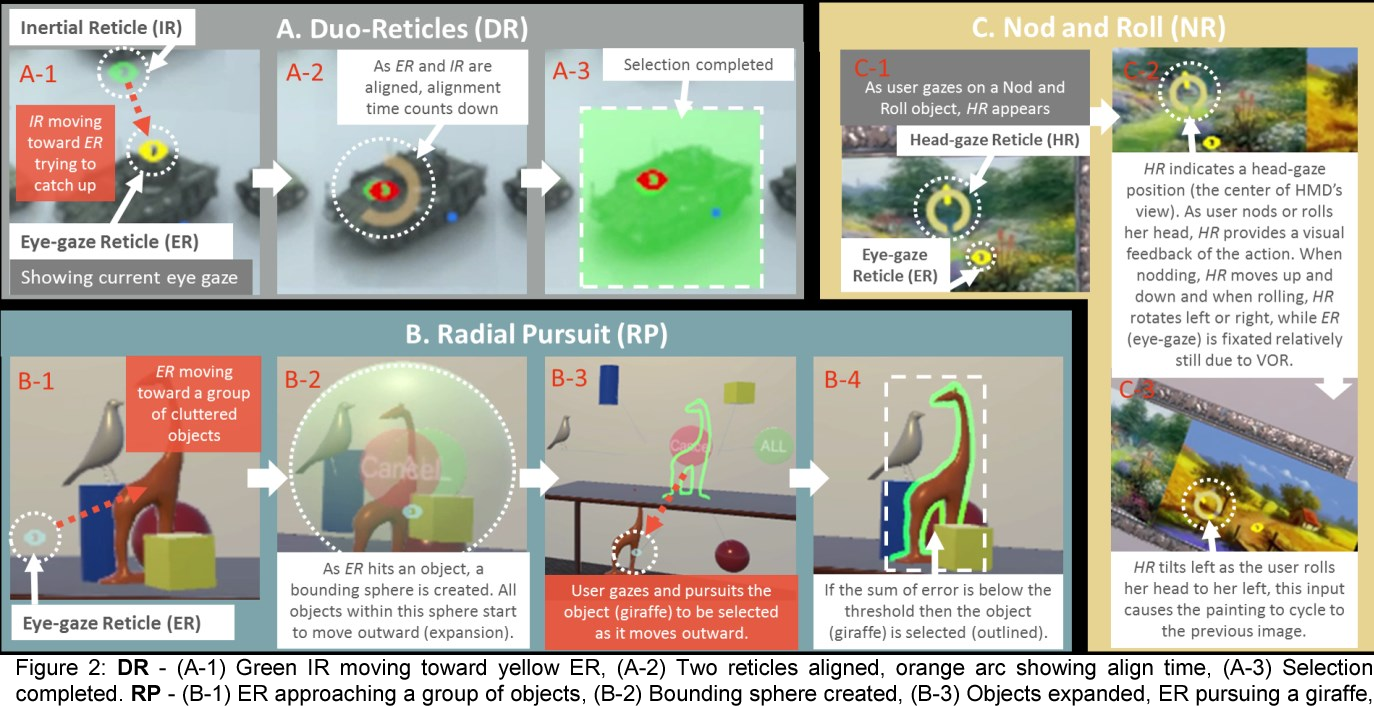 A. Duo-Reticles (DR)
Inertial Reticle (IR)
A-1
IR moving
toward ER
trying to
catch up
Eye-gaze Reticle (ER)
Showing current eye gaze
A-2
As ER and IR are
aligned, alignment
time counts down
A-3
Selection completed
B. Radial Pursuit (RP)
B-1
ER moving
toward a group
of cluttered
objects
Eye-gaze Reticle (ER)
B-2
Cancel
As ER hits an object, a
bounding sphere is created. All
objects within this sphere start
to move outward (expansion).
B-3
Cancel
ALL
User gazes and pursuits the
object (giraffe) to be selected
as it moves outward.
B-4
If the sum of error is below the
threshold then the object
(giraffe) is selected (outlined).
C. Nod and Roll (NR)
C-1
As user gazes on a Nod and
Roll object, HR appears
Head-gaze Reticle (HR)
Eye-gaze
Reticle (ER)
C-2
HR indicates a head-gaze
position (the center of HMD's
view). As user nods or rolls
her head, HR provides a visual
feedback of the action. When
nodding, HR moves up and
down and when rolling, HR
rotates left or right, while ER
(eye-gaze) is fixated relatively
still due to VOR.
C-3
HR tilts left as the user rolls
her head to her left, this input
causes the painting to cycle to
the previous image.
Figure 2: DR - (A-1) Green IR moving toward yellow ER, (A-2) Two reticles aligned, orange arc showing align time, (A-3) Selection
completed. RP - (B-1) ER approaching a group of objects, (B-2) Bounding sphere created, (B-3) Objects expanded, ER pursuing a giraffe,